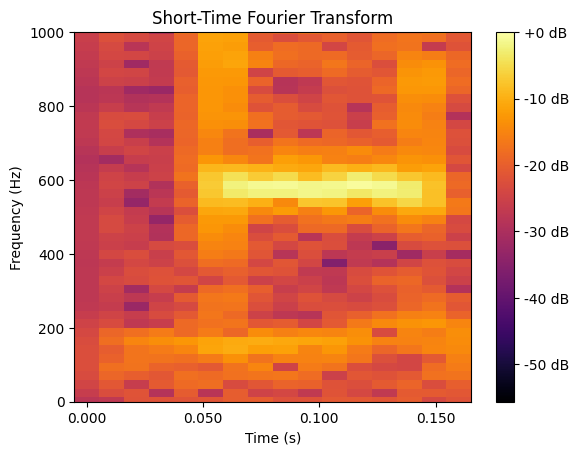 Short-Time Fourier Transform
1000
800
600
400
200
0
Frequency (Hz)
0.000
0.050
0.100
0.150
Time (s)
+0 dB
-10 dB
-20 dB
-30 dB
-40 dB
-50 dB